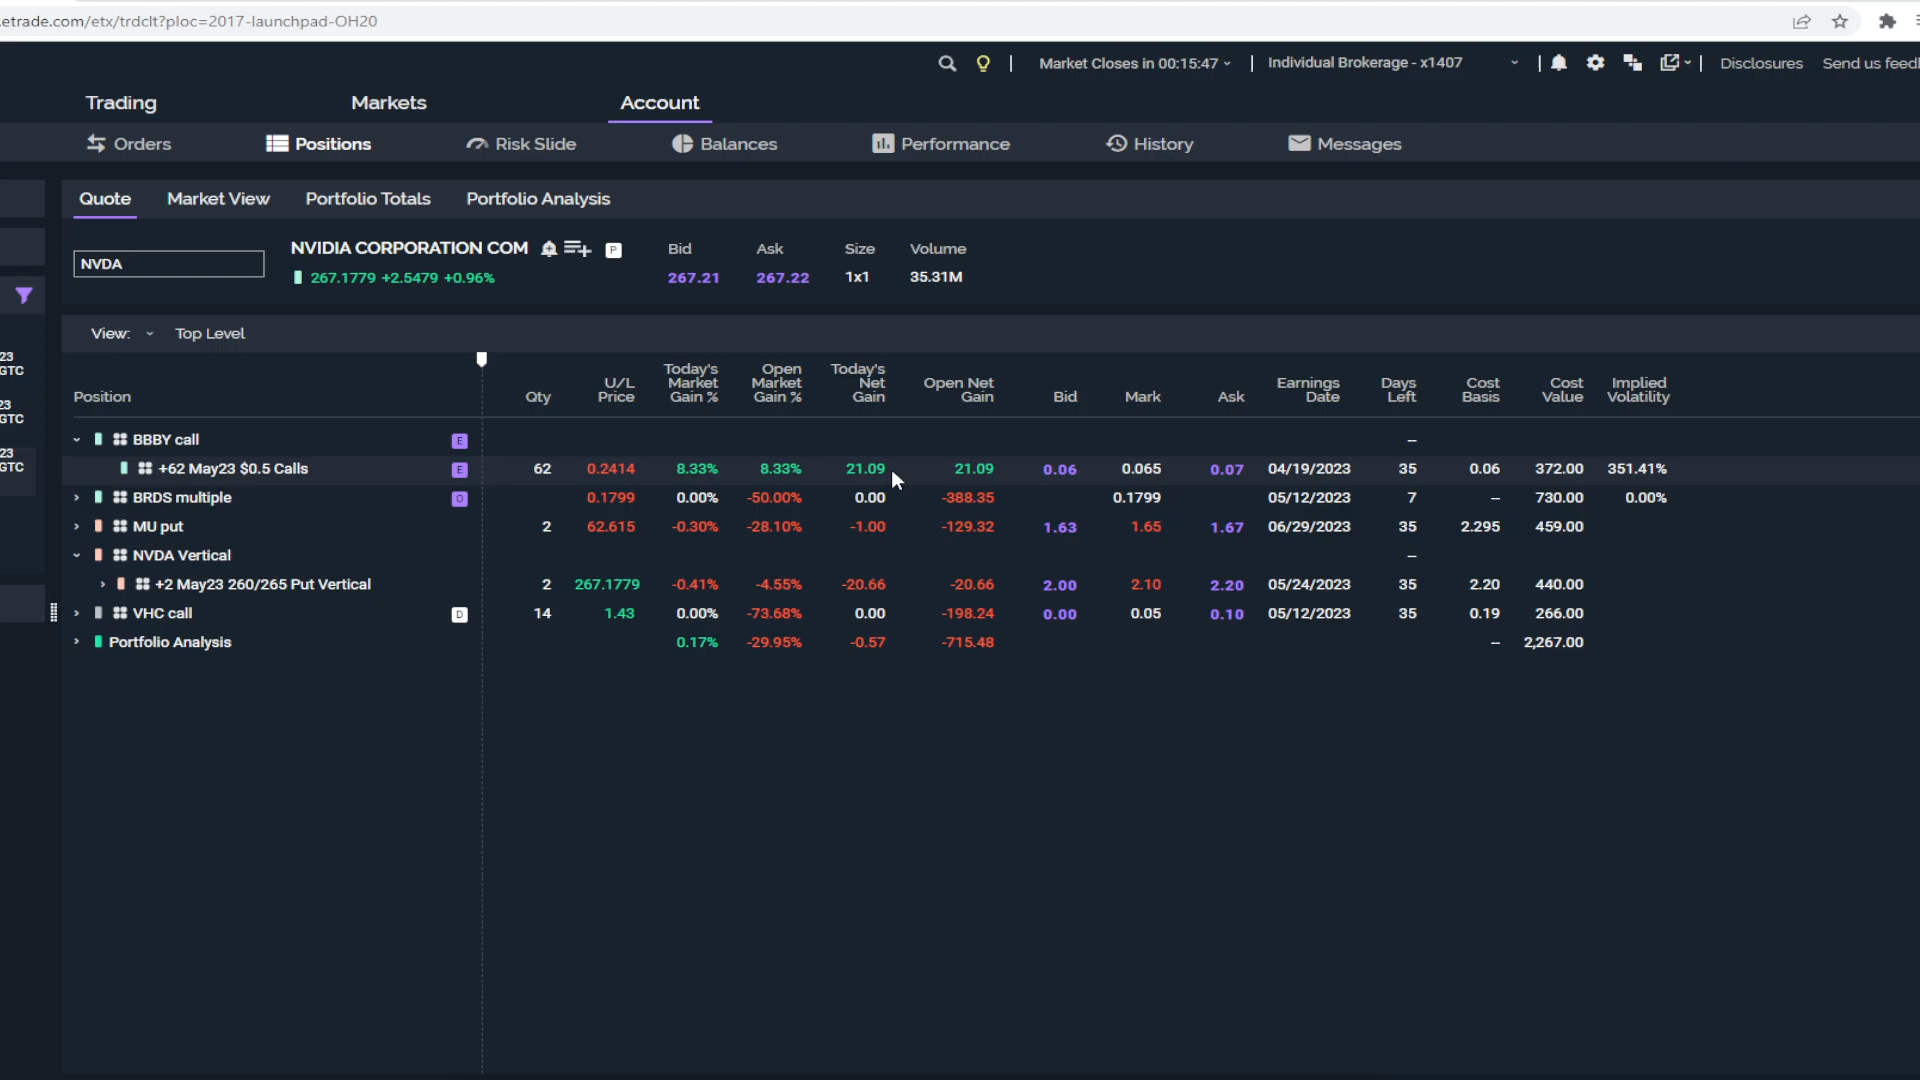 etrade.com/etx/trdclt?ploc=2017-launchpad-OH20
Market Closes in 00:15:47 | Individual Brokerage - x1407 | Disclosures Send us feed
Trading Markets Account
Orders Positions Risk Slide Balances Performance History Messages
Quote Market View Portfolio Totals Portfolio Analysis
NVDA
NVIDIA CORPORATION COM P
267.1779 +2.5479 +0.96%
Bid Ask Size Volume
267.21 267.22 1x1 35.31M
View: Top Level
23
GTC
23
GTC
23
GTC
Position Qty U/L Price Today's Market Gain % Open Market Gain % Today's Net Gain Open Net Gain Bid Mark Ask Earnings Date Days Left Cost Basis Cost Value Implied Volatility
BBBY call E --
+62 May23 $0.5 Calls E 62 0.2414 8.33% 8.33% 21.09 21.09 0.06 0.065 0.07 04/19/2023 35 0.06 372.00 351.41%
BRDS multiple O 0.1799 0.00% -50.00% 0.00 -388.35 0.1799 05/12/2023 7 -- 730.00 0.00%
MU put 2 62.615 -0.30% -28.10% -1.00 -129.32 1.63 1.65 1.67 06/29/2023 35 2.295 459.00
NVDA Vertical --
+2 May23 260/265 Put Vertical 2 267.1779 -0.41% -4.55% -20.66 -20.66 2.00 2.10 2.20 05/24/2023 35 2.20 440.00
VHC call D 14 1.43 0.00% -73.68% 0.00 -198.24 0.00 0.05 0.10 05/12/2023 35 0.19 266.00
Portfolio Analysis 0.17% -29.95% -0.57 -715.48 -- 2,267.00